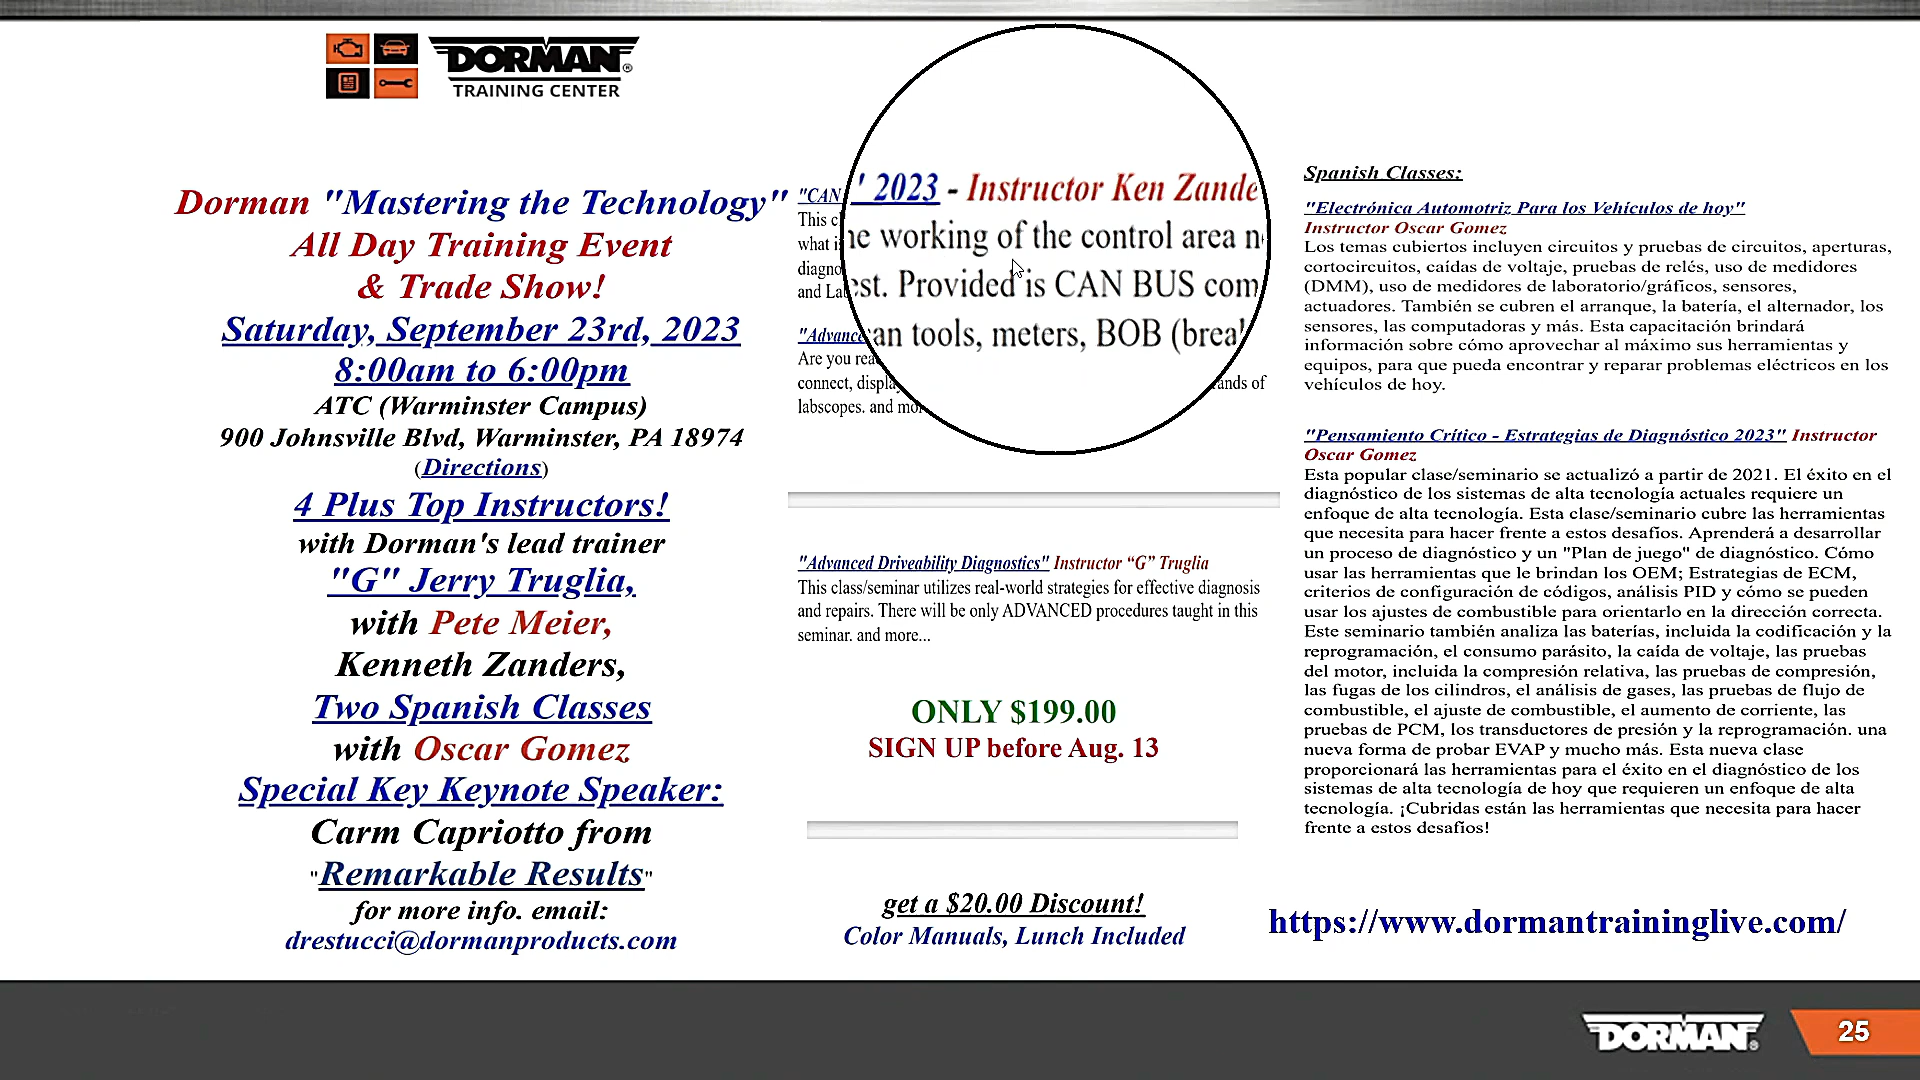 DORMAN®
TRAINING CENTER
Dorman "Mastering the Technology"
All Day Training Event
& Trade Show!
Saturday, September 23rd, 2023
8:00am to 6:00pm
ATC (Warminster Campus)
900 Johnsville Blvd, Warminster, PA 18974
(Directions)
4 Plus Top Instructors!
with Dorman's lead trainer
"G" Jerry Truglia,
with Pete Meier,
Kenneth Zanders,
Two Spanish Classes
with Oscar Gomez
Special Key Keynote Speaker:
Carm Capriotto from
"Remarkable Results"
for more info. email:
drestucci@dormanproducts.com
"CAN
This
what
and
' 2023 - Instructor Ken Zande
working of the control area
Provided is CAN BUS com
tools, meters, BOB
Are you
connect,
labscopes. and
of
"Advanced Driveability Diagnostics" Instructor “G” Truglia
This class/seminar utilizes real-world strategies for effective diagnosis
and repairs. There will be only ADVANCED procedures taught in this
seminar. and more...
ONLY $199.00
SIGN UP before Aug. 13
get a $20.00 Discount!
Color Manuals, Lunch Included
Spanish Classes:
"Electrónica Automotriz Para los Vehículos de hoy"
Instructor Oscar Gomez
Los temas cubiertos incluyen circuitos y pruebas de circuitos, aperturas,
cortocircuitos, caídas de voltaje, pruebas de relés, uso de medidores
(DMM), uso de medidores de laboratorio/gráficos, sensores,
actuadores. También se cubren el arranque, la batería, el alternador, los
sensores, las computadoras y más. Esta capacitación brindará
información sobre cómo aprovechar al máximo sus herramientas y
equipos, para que pueda encontrar y reparar problemas eléctricos en los
vehículos de hoy.
"Pensamiento Crítico - Estrategias de Diagnóstico 2023" Instructor
Oscar Gomez
Esta popular clase/seminario se actualizó a partir de 2021. El éxito en el
diagnóstico de los sistemas de alta tecnología actuales requiere un
enfoque de alta tecnología. Esta clase/seminario cubre las herramientas
que necesita para hacer frente a estos desafíos. Aprenderá a desarrollar
un proceso de diagnóstico y un "Plan de juego" de diagnóstico. Cómo
usar las herramientas que le brindan los OEM; Estrategias de ECM,
criterios de configuración de códigos, análisis PID y cómo se pueden
usar los ajustes de combustible para orientarlo en la dirección correcta.
Este seminario también analiza las baterías, incluida la codificación y la
reprogramación, el consumo parásito, la caída de voltaje, las pruebas
del motor, incluida la compresión relativa, las pruebas de compresión,
las fugas de los cilindros, el análisis de gases, las pruebas de flujo de
combustible, el ajuste de combustible, el aumento de corriente, las
pruebas de PCM, los transductores de presión y la reprogramación. una
nueva forma de probar EVAP y mucho más. Esta nueva clase
proporcionará las herramientas para el éxito en el diagnóstico de los
sistemas de alta tecnología de hoy que requieren un enfoque de alta
tecnología. ¡Cubridas están las herramientas que necesita para hacer
frente a estos desafíos!
https://www.dormantraininglive.com/
DORMAN®
25